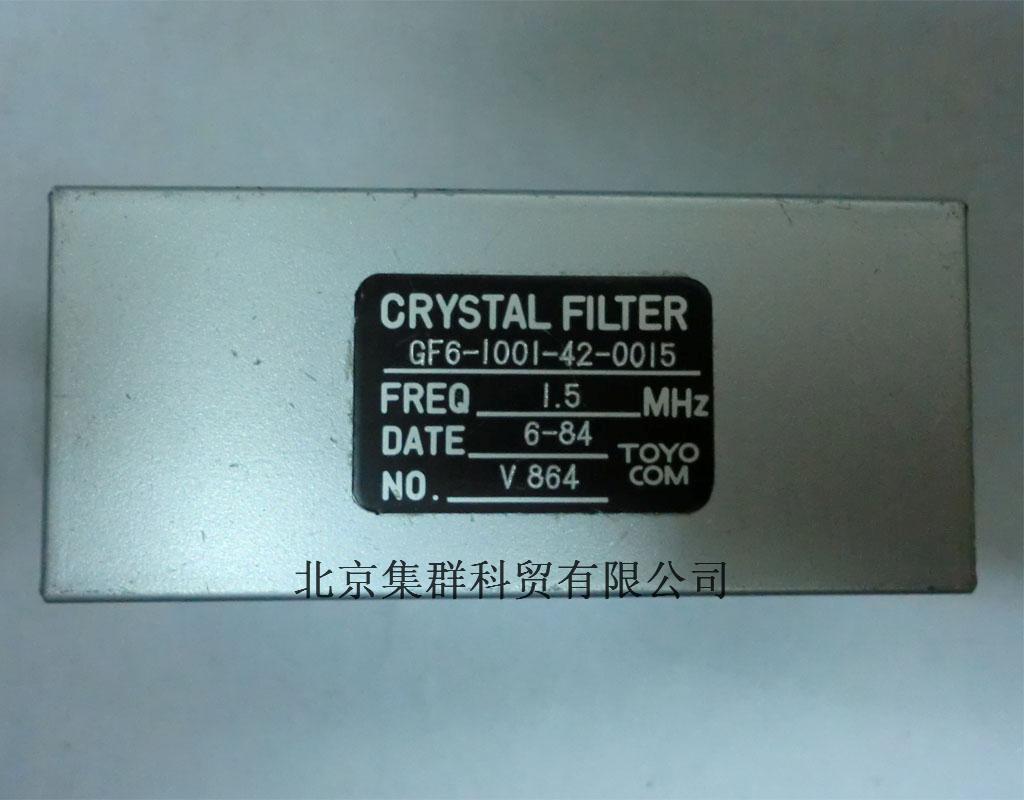 CRYSTAL FILTER
GF6-1001-42-0015
FREQ 1.5 MHz
DATE 6-84
TOYO
COM
NO. V 864
北京集群科贸有限公司